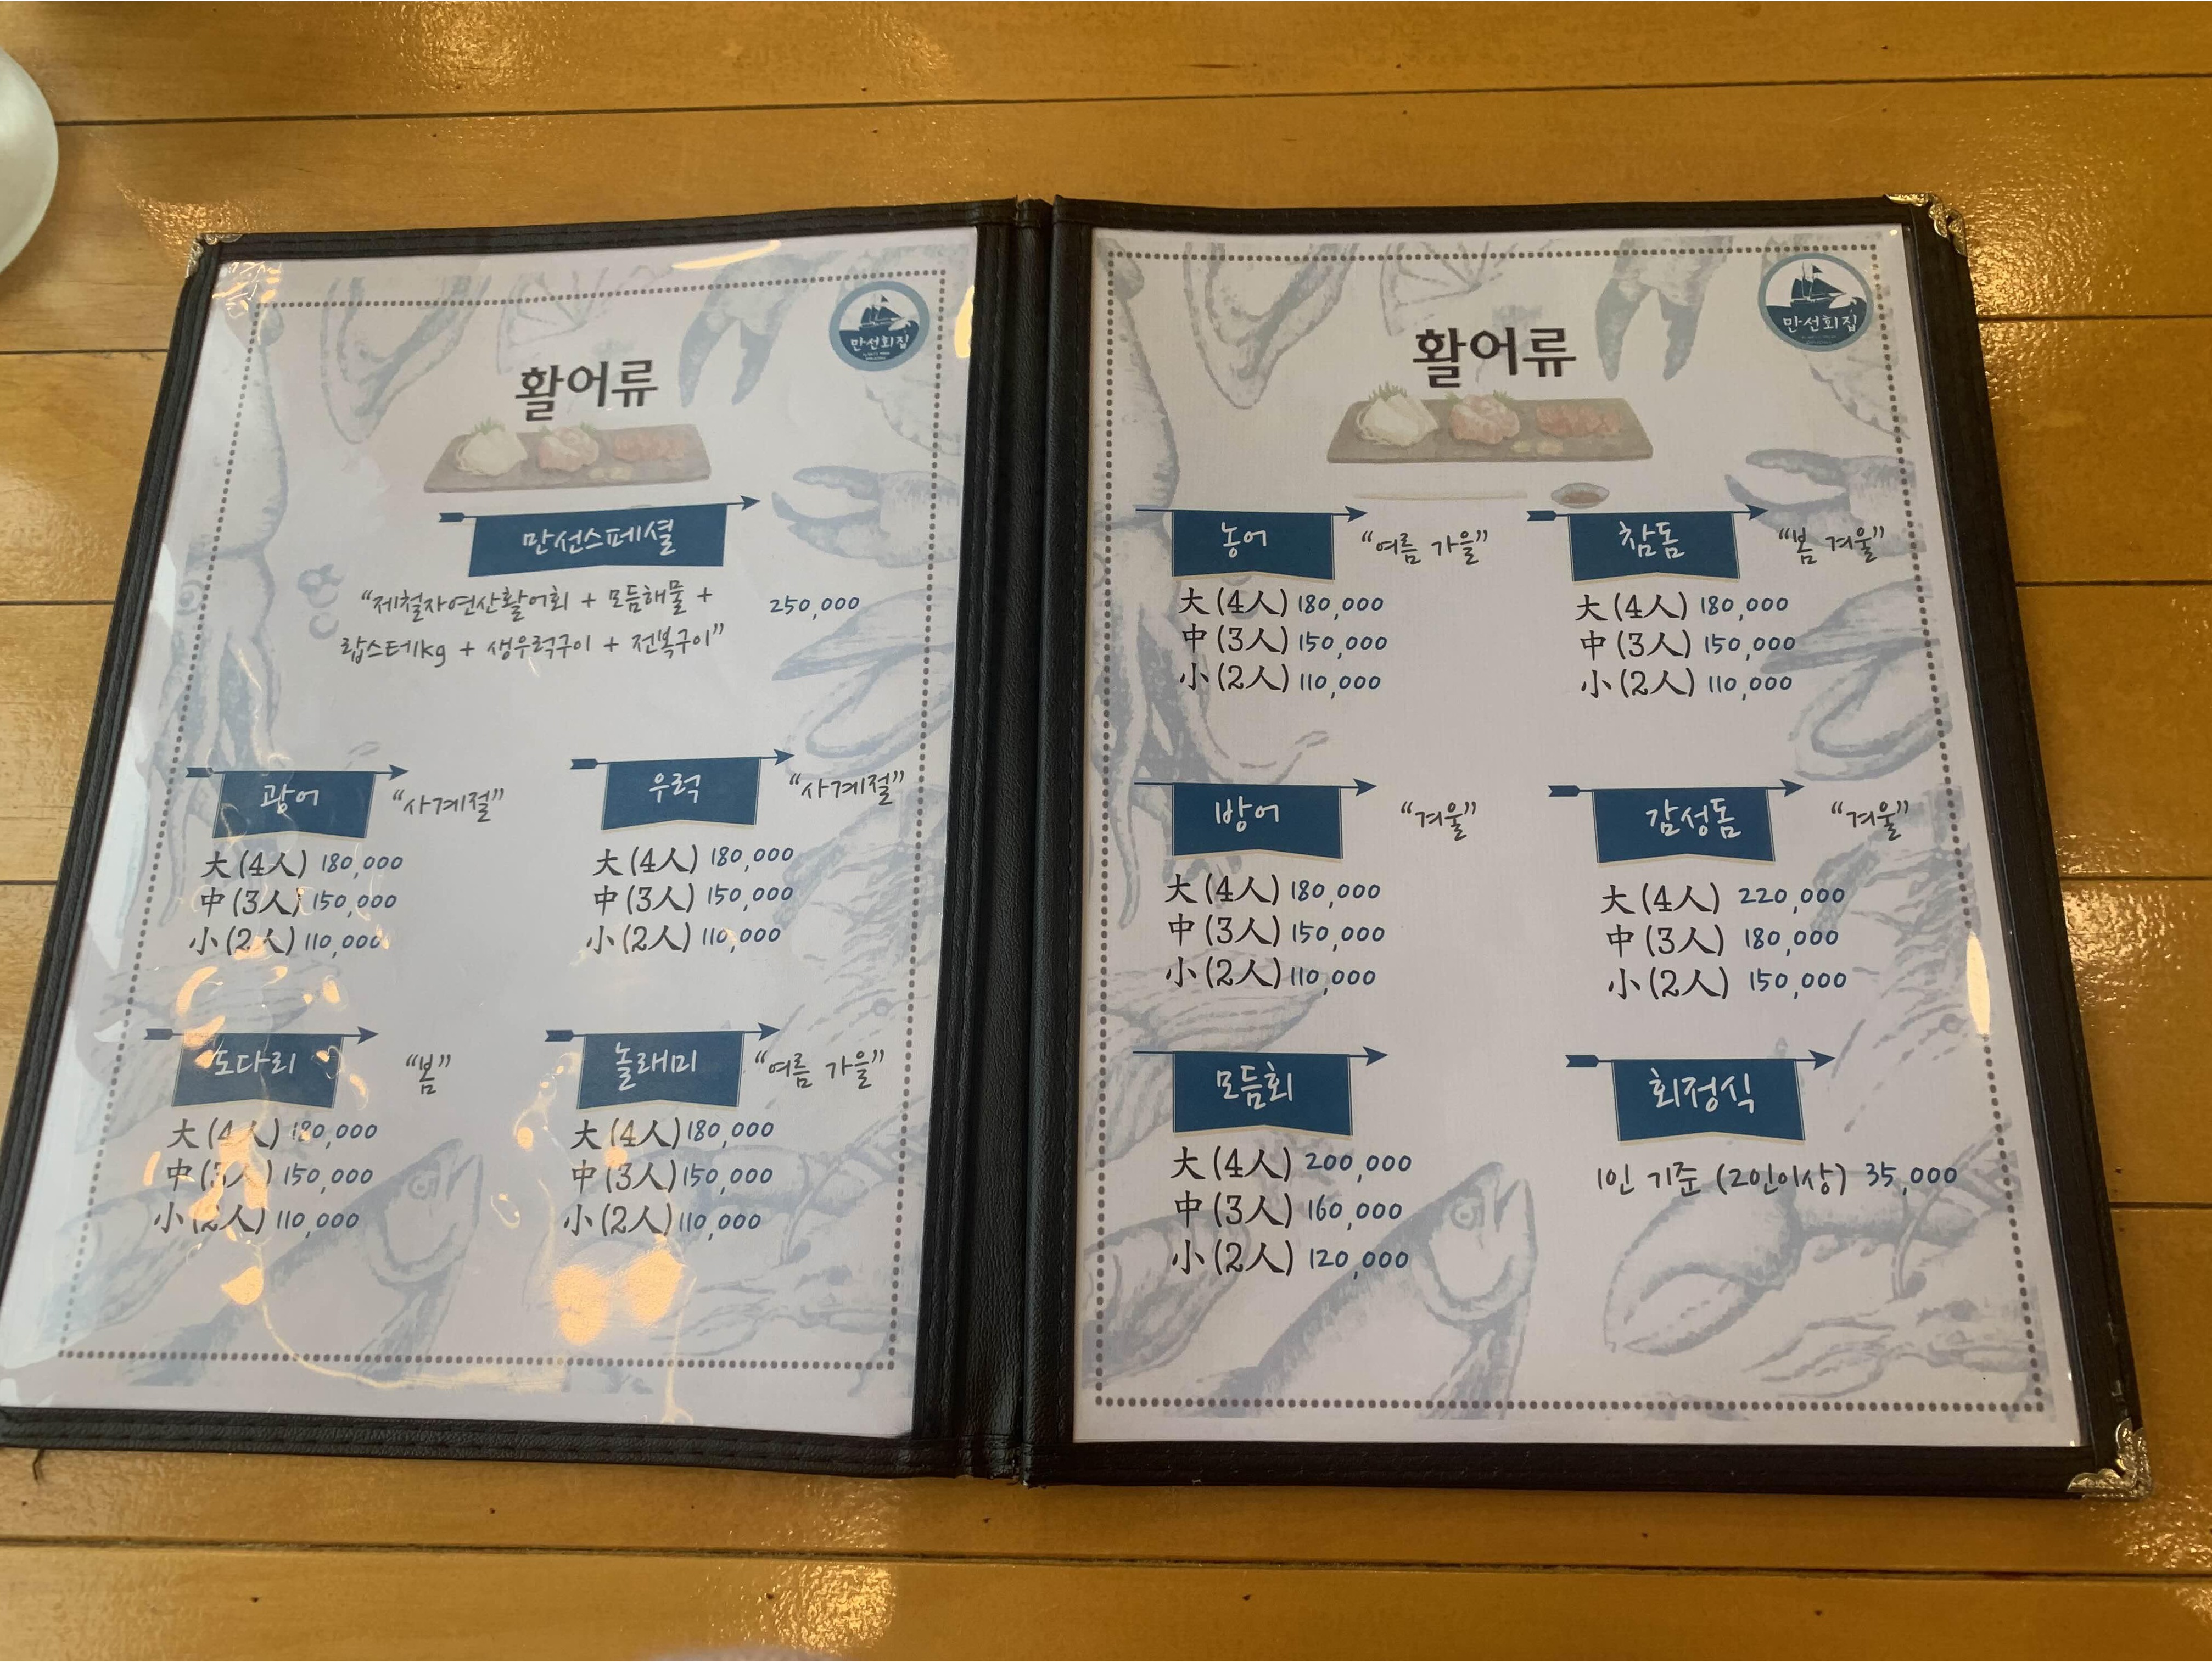 만선회집
활어류
만선스페셜
“제철자연산활어회 + 모듬해물 + 250,000
랍스테1kg + 생우럭구이 + 전복구이”
광어 “사계절”
大 (4人) 180,000
中 (3人) 150,000
小 (2人) 110,000
우럭 “사계절”
大 (4人) 180,000
中 (3人) 150,000
小 (2人) 110,000
도다리 “봄”
大 (4人) 180,000
中 (3人) 150,000
小 (2人) 110,000
놀래미 “여름 가을”
大 (4人) 180,000
中 (3人) 150,000
小 (2人) 110,000
만선회집
활어류
농어 “여름 가을”
大 (4人) 180,000
中 (3人) 150,000
小 (2人) 110,000
참돔 “봄 겨울”
大 (4人) 180,000
中 (3人) 150,000
小 (2人) 110,000
방어 “겨울”
大 (4人) 180,000
中 (3人) 150,000
小 (2人) 110,000
감성돔 “겨울”
大 (4人) 220,000
中 (3人) 180,000
小 (2人) 150,000
모듬회
大 (4人) 200,000
中 (3人) 160,000
小 (2人) 120,000
회정식
1인 기준 (2인이상) 35,000